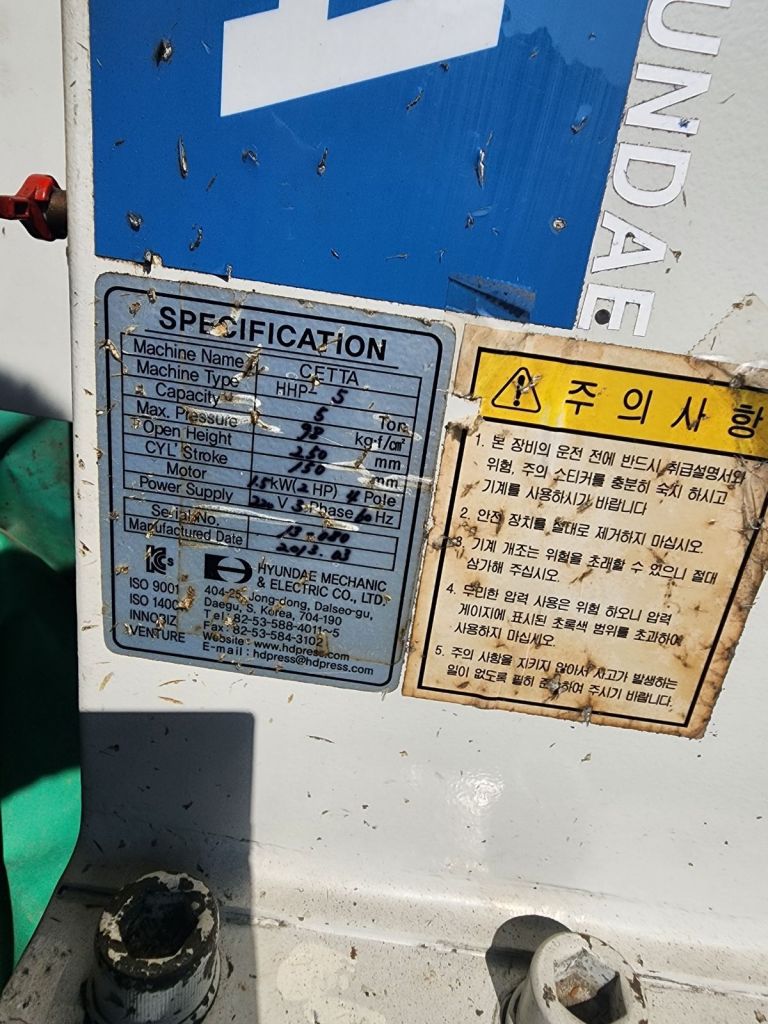 UNDAE
SPECIFICATION
Machine Name CETTA
Machine Type HHP- 5
Capacity 5 Ton
Max. Pressure 98 kg·f/㎠
Open Height 250 mm
CYL' Stroke 150 mm
Motor 1.5 kW(2 HP) 4 Pole
Power Supply 220 V 3 Phase 60 Hz
Serial No.
Manufactured Date 2013.03
ISO 9001
INNOBIZ
VENTURE
HYUNDAE MECHANIC
& ELECTRIC CO., LTD.
Jong-dong, Dalseo-gu,
Daegu, S. Korea, 704-190
Tel : 82-53-588-4011~5
Fax : 82-53-584-3102
Website : www.hdpress.com
E-mail : hdpress@hdpress.com
주의사항
1. 본 장비의 운전 전에 반드시 취급설명서와
위험, 주의 스티커를 충분히 숙지 하시고
기계를 사용하시기 바랍니다
2. 안전 장치를 절대로 제거하지 마십시오.
3. 기계 개조는 위험을 초래할 수 있으니 절대
삼가해 주십시오.
4. 무리한 압력 사용은 위험 하오니 압력
게이지에 표시된 초록색 범위를 초과하여
사용하지 마십시오.
5. 주의 사항을 지키지 않아서 사고가 발생하는
일이 없도록 필히 준수하여 주시기 바랍니다.